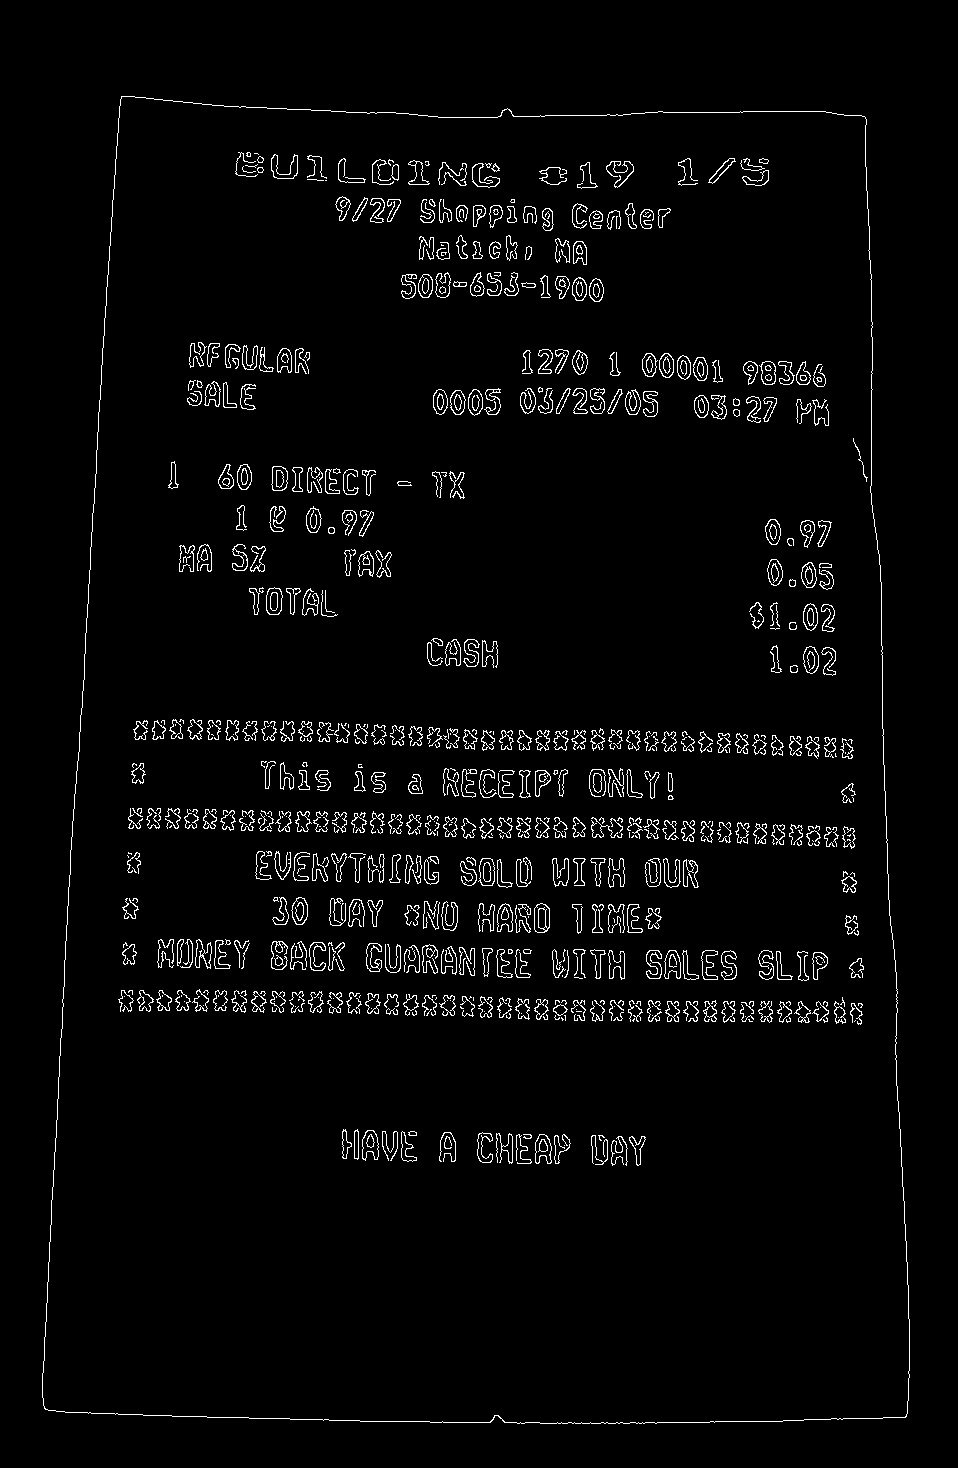 BUILDING #19 1/5
9/27 Shopping Center
Natick, MA
508-653-1900
REGULAR 1270 1 00001 98366
SALE 0005 03/25/05 03:27 PM
1 60 DIRECT - TX
1 @ 0.97 0.97
MA 5% TAX 0.05
TOTAL $1.02
CASH 1.02
****************************************
* This is a RECEIPT ONLY! *
****************************************
* EVERYTHING SOLD WITH OUR *
* 30 DAY *NO HARD TIME* *
* MONEY BACK GUARANTEE WITH SALES SLIP *
****************************************
HAVE A CHEAP DAY